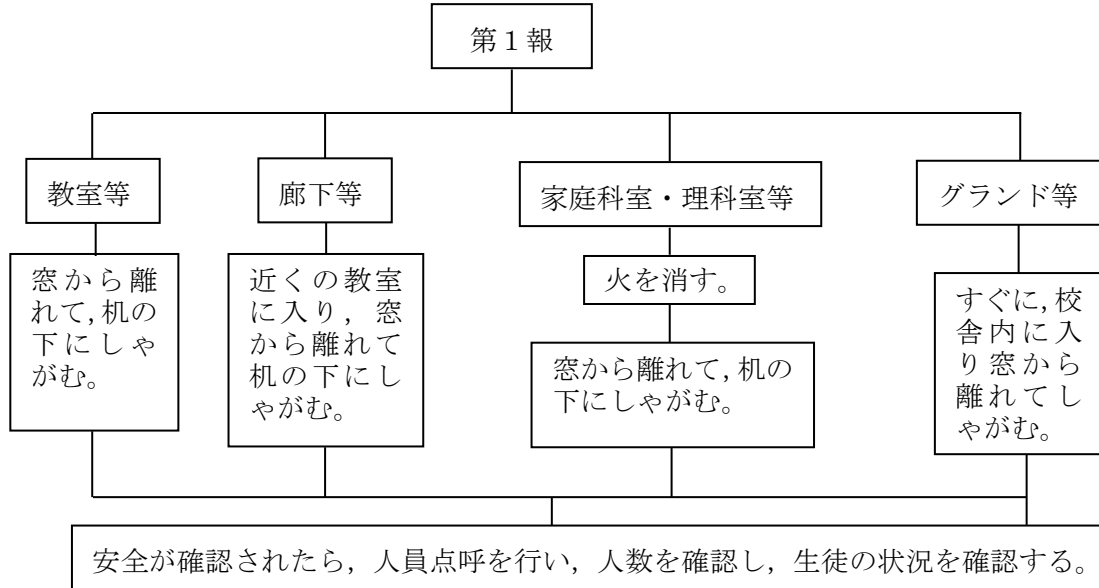 第１報
教室等
廊下等
家庭科室・理科室等
グランド等
窓から離
れて,机の
下にしゃ
がむ。
近くの教室
に入り，窓
から離れて
机の下にし
ゃがむ。
火を消す。
窓から離れて,机の
下にしゃがむ。
すぐに,校
舎内に入
り窓から
離れてし
ゃがむ。
安全が確認されたら，人員点呼を行い，人数を確認し，生徒の状況を確認する。